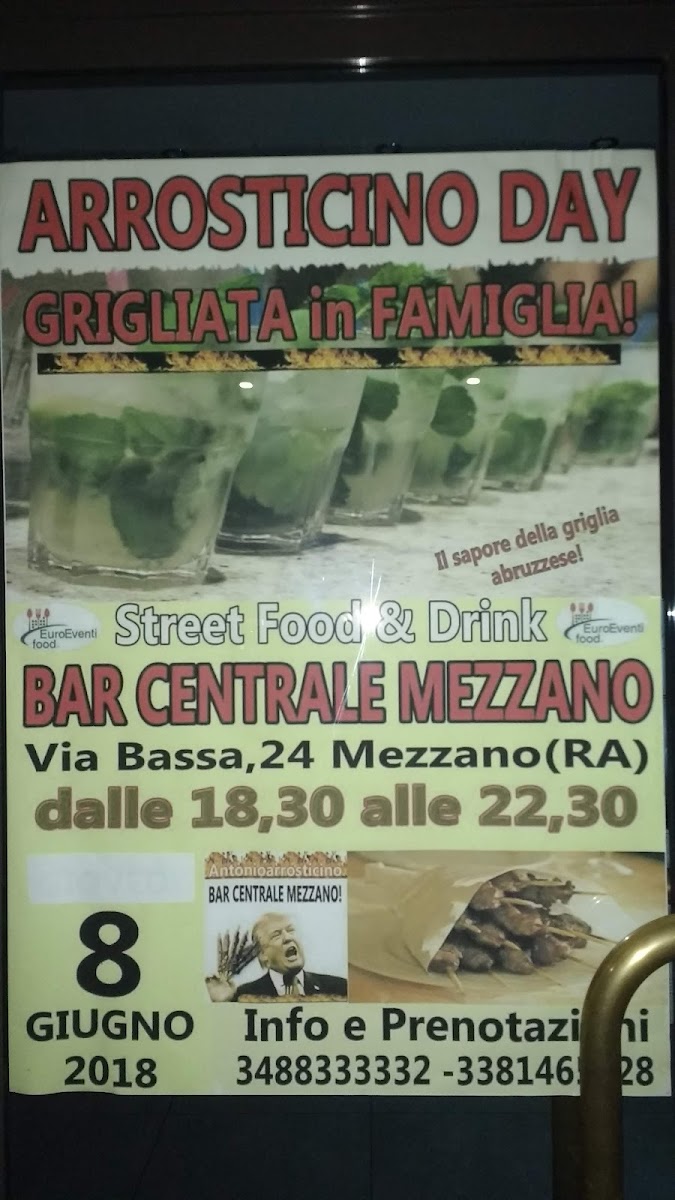 ARROSTICINO DAY
GRIGLIATA in FAMIGLIA!
Il sapore della griglia
abruzzese!
EuroEventi
food.
Street Food & Drink
EuroEventi
food.
BAR CENTRALE MEZZANO
Via Bassa,24 Mezzano(RA)
dalle 18,30 alle 22,30
Antonioarrosticino
BAR CENTRALE MEZZANO!
8
GIUGNO
2018
Info e Prenotazioni
3488333332